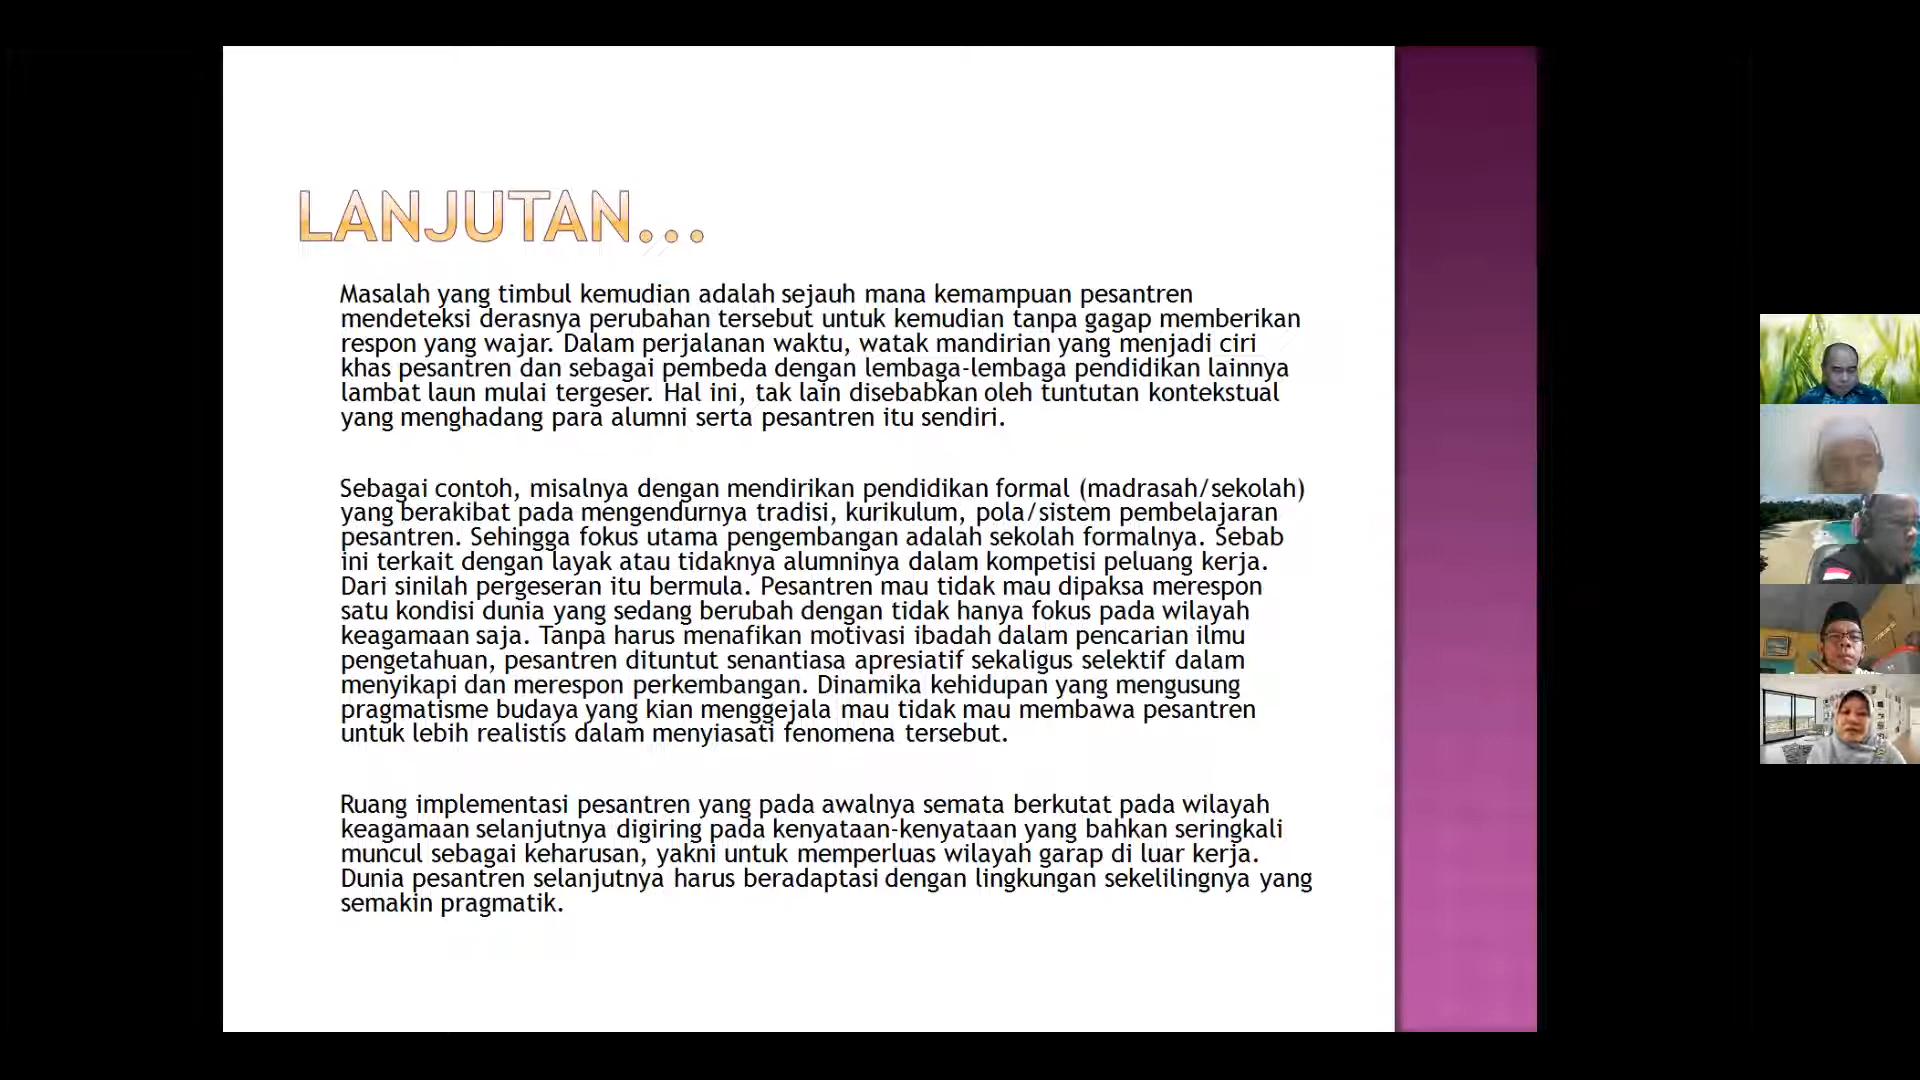 LANJUTAN...
Masalah yang timbul kemudian adalah sejauh mana kemampuan pesantren
mendeteksi derasnya perubahan tersebut untuk kemudian tanpa gagap memberikan
respon yang wajar. Dalam perjalanan waktu, watak mandirian yang menjadi ciri
khas pesantren dan sebagai pembeda dengan lembaga-lembaga pendidikan lainnya
lambat laun mulai tergeser. Hal ini, tak lain disebabkan oleh tuntutan kontekstual
yang menghadang para alumni serta pesantren itu sendiri.
Sebagai contoh, misalnya dengan mendirikan pendidikan formal (madrasah/sekolah)
yang berakibat pada mengendurnya tradisi, kurikulum, pola/sistem pembelajaran
pesantren. Sehingga fokus utama pengembangan adalah sekolah formalnya. Sebab
ini terkait dengan layak atau tidaknya alumninya dalam kompetisi peluang kerja.
Dari sinilah pergeseran itu bermula. Pesantren mau tidak mau dipaksa merespon
satu kondisi dunia yang sedang berubah dengan tidak hanya fokus pada wilayah
keagamaan saja. Tanpa harus menafikan motivasi ibadah dalam pencarian ilmu
pengetahuan, pesantren dituntut senantiasa apresiatif sekaligus selektif dalam
menyikapi dan merespon perkembangan. Dinamika kehidupan yang mengusung
pragmatisme budaya yang kian menggejala mau tidak mau membawa pesantren
untuk lebih realistis dalam menyiasati fenomena tersebut.
Ruang implementasi pesantren yang pada awalnya semata berkutat pada wilayah
keagamaan selanjutnya digiring pada kenyataan-kenyataan yang bahkan seringkali
muncul sebagai keharusan, yakni untuk memperluas wilayah garap di luar kerja.
Dunia pesantren selanjutnya harus beradaptasi dengan lingkungan sekelilingnya yang
semakin pragmatik.